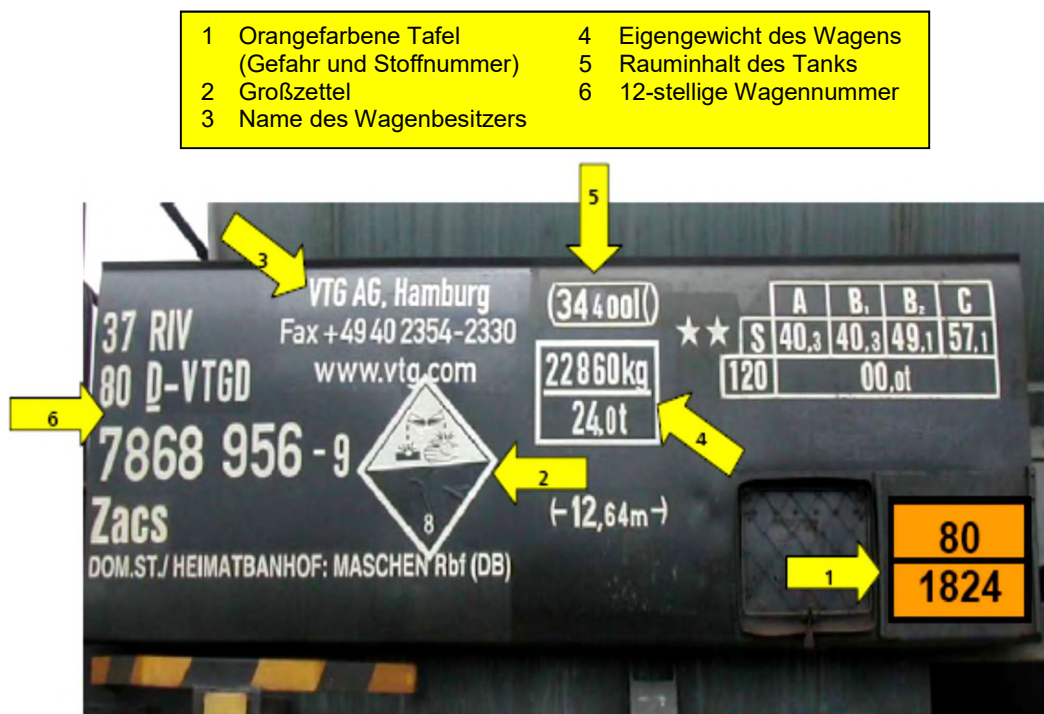 1 Orangefarbene Tafel
(Gefahr und Stoffnummer)
2 Großzettel
3 Name des Wagenbesitzers
4 Eigengewicht des Wagens
5 Rauminhalt des Tanks
6 12-stellige Wagennummer
5
3
VTG AG, Hamburg
Fax +49 40 2354-2330
www.vtg.com
37 RIV
80 D-VTGD
7868 956-9
Zacs
DOM.ST./ HEIMATBANHOF: MASCHEN Rbf (DB)
6
8
2
(34400l()
22860kg
24,0t
4
(-12,64m-)
A B₁ B₂ C
★★ S 40,3 40,3 49,1 57,1
120 00,0t
1
80
1824